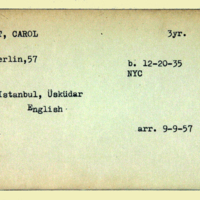 T, CAROL 3yr.
erlin,57 b. 12-20-35
NYC
Istanbul, Üsküdar
English
arr. 9-9-57